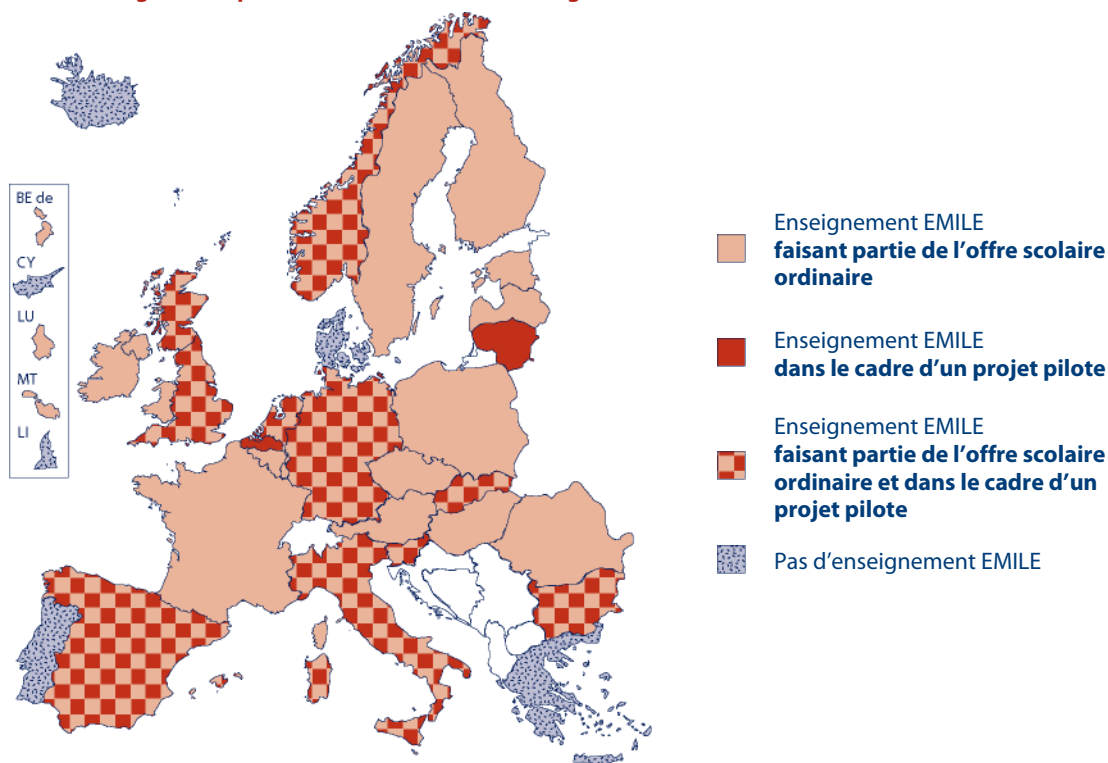 BE de
CY
LU
MT
LI
Enseignement EMILE
faisant partie de l'offre scolaire
ordinaire
Enseignement EMILE
dans le cadre d'un projet pilote
Enseignement EMILE
faisant partie de l'offre scolaire
ordinaire et dans le cadre d'un
projet pilote
Pas d'enseignement EMILE